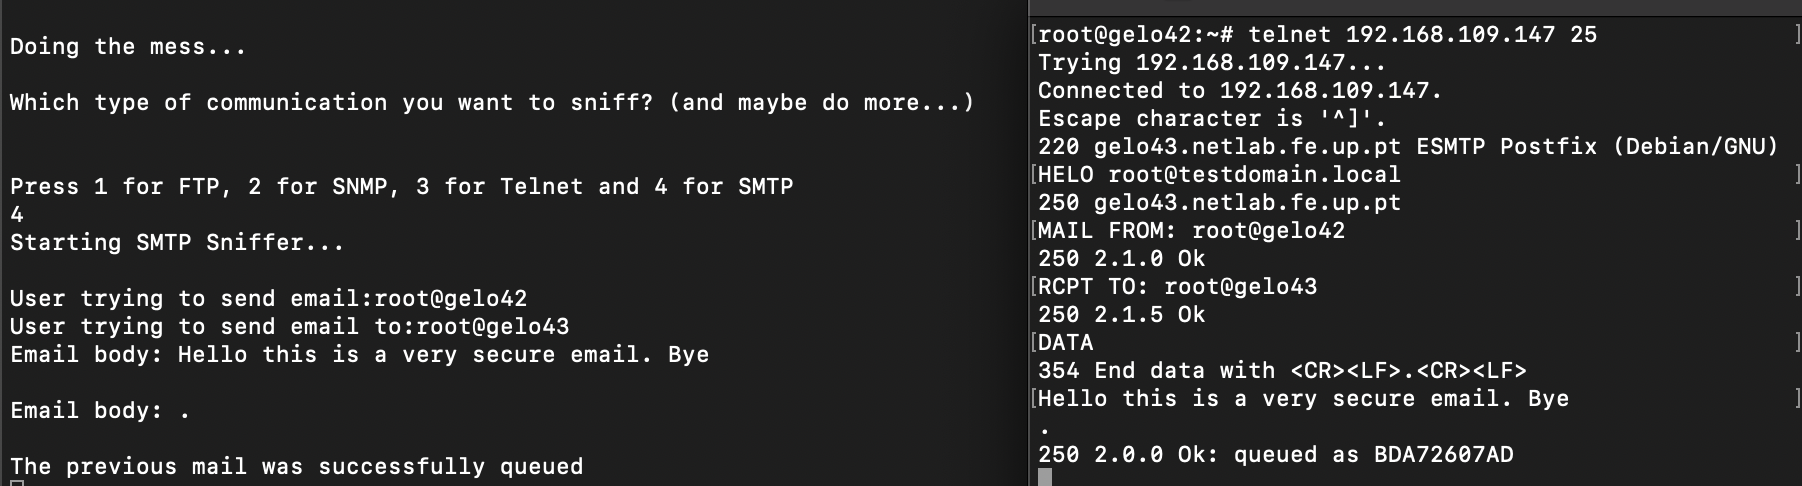 Doing the mess...
Which type of communication you want to sniff? (and maybe do more...)
Press 1 for FTP, 2 for SNMP, 3 for Telnet and 4 for SMTP
4
Starting SMTP Sniffer...
User trying to send email:root@gelo42
User trying to send email to:root@gelo43
Email body: Hello this is a very secure email. Bye
Email body: .
The previous mail was successfully queued
[root@gelo42:~# telnet 192.168.109.147 25 ]
Trying 192.168.109.147...
Connected to 192.168.109.147.
Escape character is '^]'.
220 gelo43.netlab.fe.up.pt ESMTP Postfix (Debian/GNU)
[HELO root@testdomain.local ]
250 gelo43.netlab.fe.up.pt
[MAIL FROM: root@gelo42 ]
250 2.1.0 Ok
[RCPT TO: root@gelo43 ]
250 2.1.5 Ok
[DATA ]
354 End data with <CR><LF>.<CR><LF>
[Hello this is a very secure email. Bye ]
.
250 2.0.0 Ok: queued as BDA72607AD